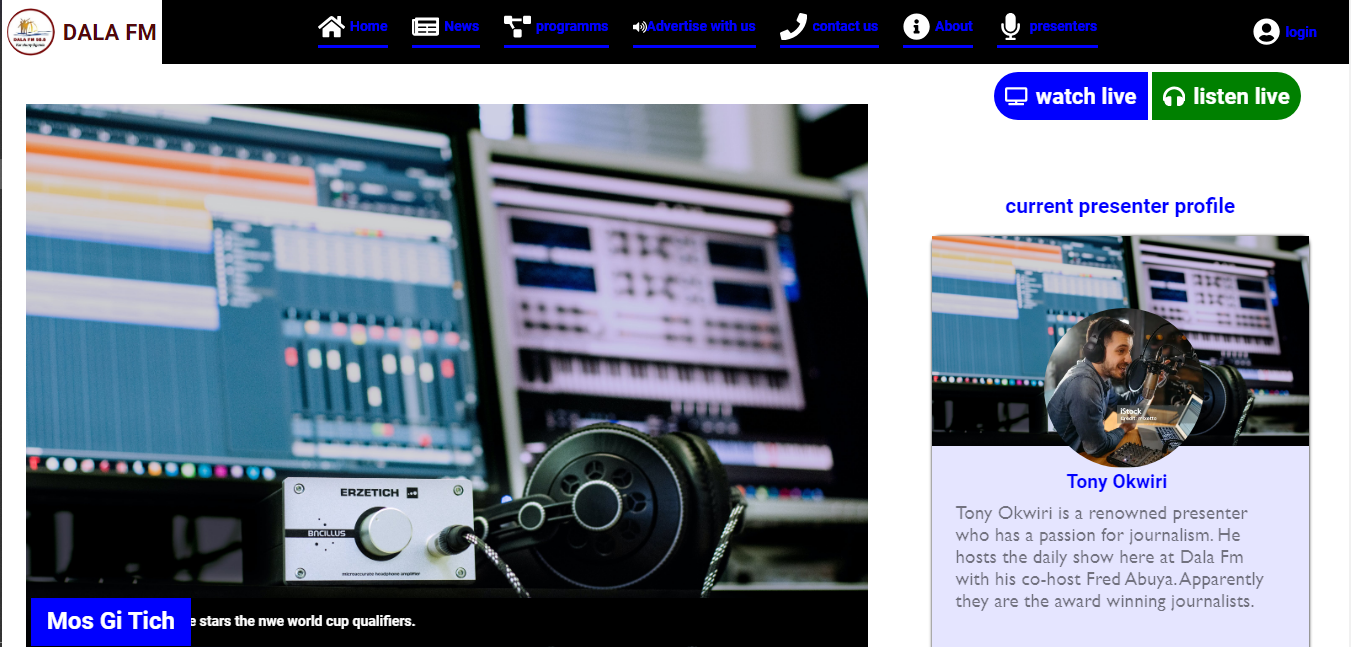 DALA FM
Home
News
programms
Advertise with us
contact us
About
presenters
login
watch live
listen live
ERZETICH
BACILLUS
microaccurate headphone amplifier
Mos Gi Tich
e stars the nwe world cup qualifiers.
current presenter profile
iStock
Tony Okwiri
Tony Okwiri is a renowned presenter
who has a passion for journalism. He
hosts the daily show here at Dala Fm
with his co-host Fred Abuya. Apparently
they are the award winning journalists.